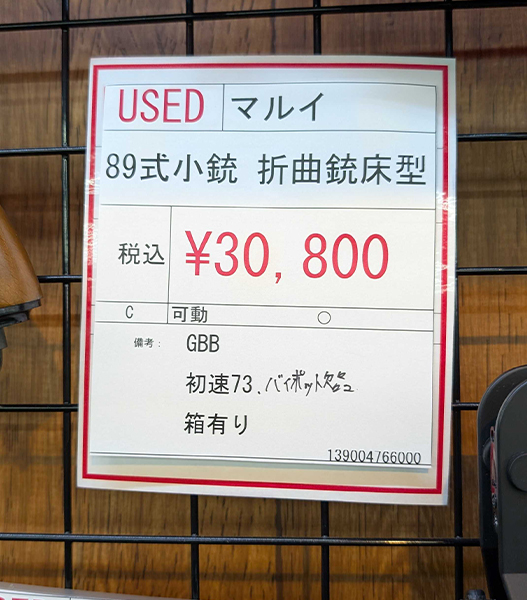 USED マルイ
89式小銃 折曲銃床型
税込 ¥30,800
C 可動 ○
備考: GBB
初速73、バイポット欠品
箱有り
139004766000